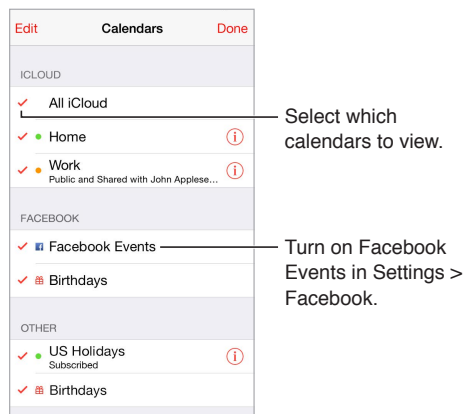 Edit Calendars Done
ICLOUD
All iCloud
Home
Work
Public and Shared with John Applese...
FACEBOOK
Facebook Events
Birthdays
OTHER
US Holidays
Subscribed
Birthdays
Select which
calendars to view.
Turn on Facebook
Events in Settings >
Facebook.